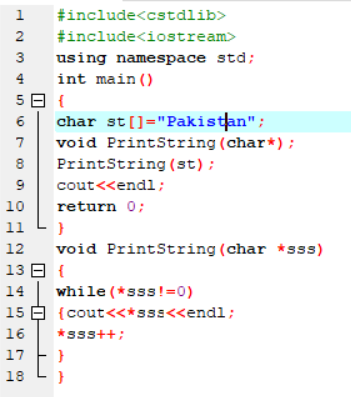 1 #include<cstdlib>
2 #include<iostream>
3 using namespace std;
4 int main()
5 {
6 char st[]="Pakistan";
7 void PrintString(char*);
8 PrintString(st);
9 cout<<endl;
10 return 0;
11 }
12 void PrintString(char *sss)
13 {
14 while(*sss!=0)
15 {cout<<*sss<<endl;
16 *sss++;
17 }
18 }